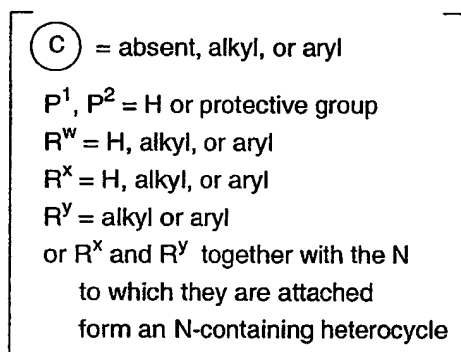 C = absent, alkyl, or aryl
P¹, P² = H or protective group
Rʷ = H, alkyl, or aryl
Rˣ = H, alkyl, or aryl
Rʸ = alkyl or aryl
or Rˣ and Rʸ together with the N
to which they are attached
form an N-containing heterocycle